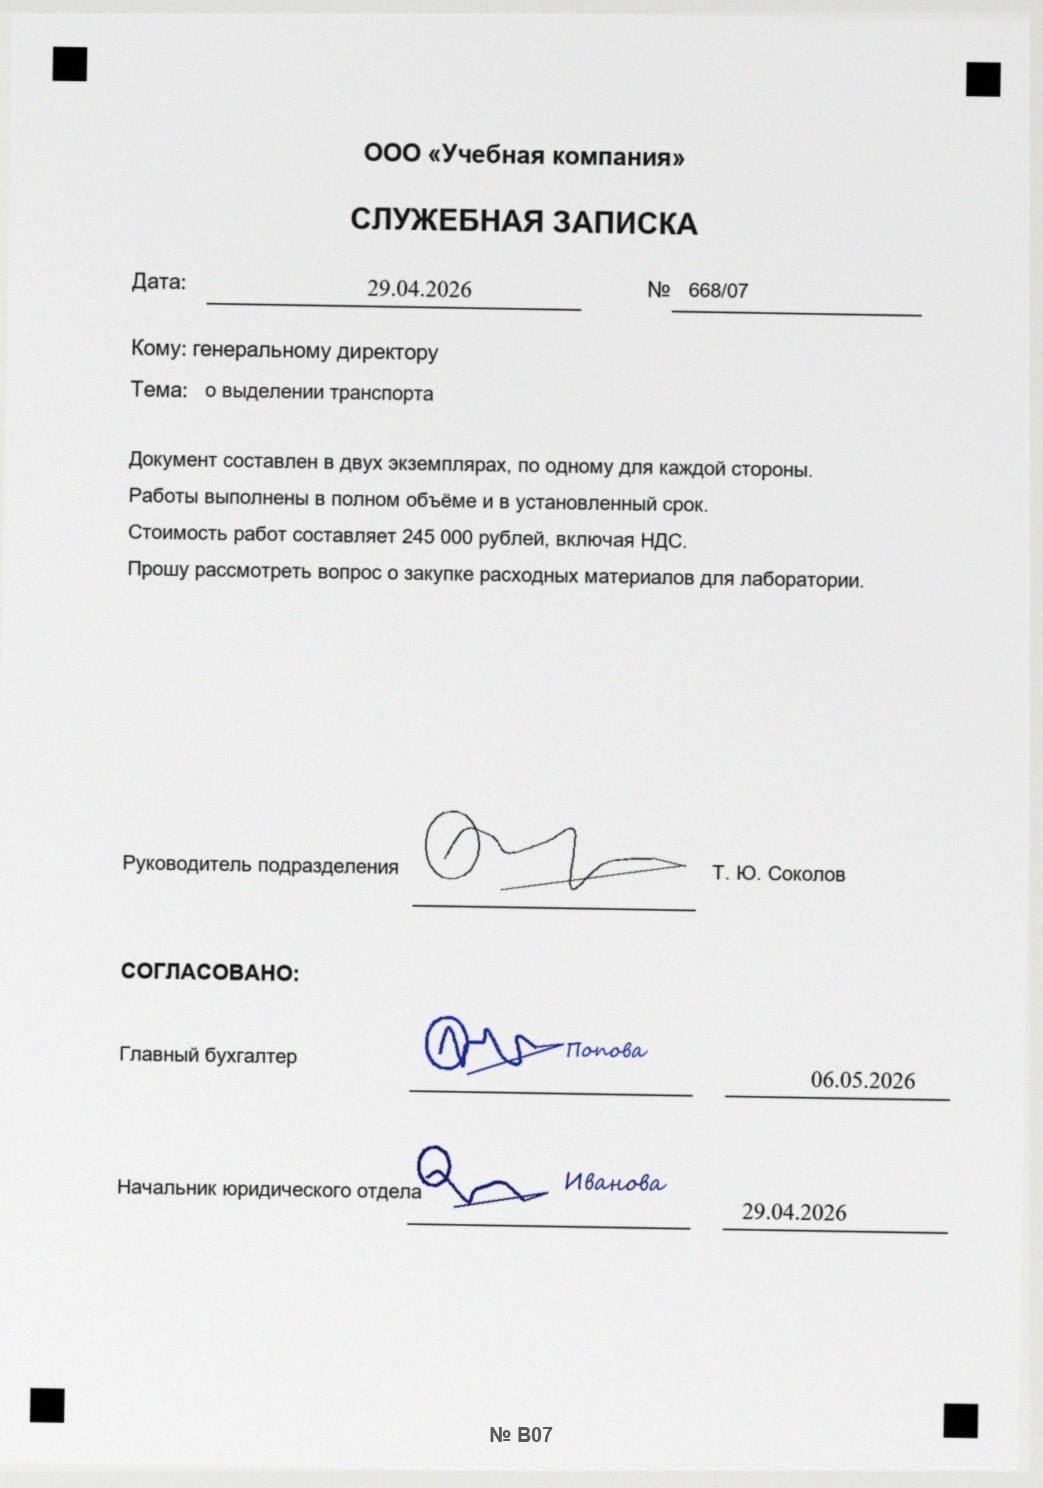 ООО «Учебная компания»
СЛУЖЕБНАЯ ЗАПИСКА
Дата: 29.04.2026 № 668/07
Кому: генеральному директору
Тема: о выделении транспорта
Документ составлен в двух экземплярах, по одному для каждой стороны.
Работы выполнены в полном объёме и в установленный срок.
Стоимость работ составляет 245 000 рублей, включая НДС.
Прошу рассмотреть вопрос о закупке расходных материалов для лаборатории.
Руководитель подразделения Т. Ю. Соколов
СОГЛАСОВАНО:
Главный бухгалтер Попова 06.05.2026
Начальник юридического отдела Иванова 29.04.2026
№ B07